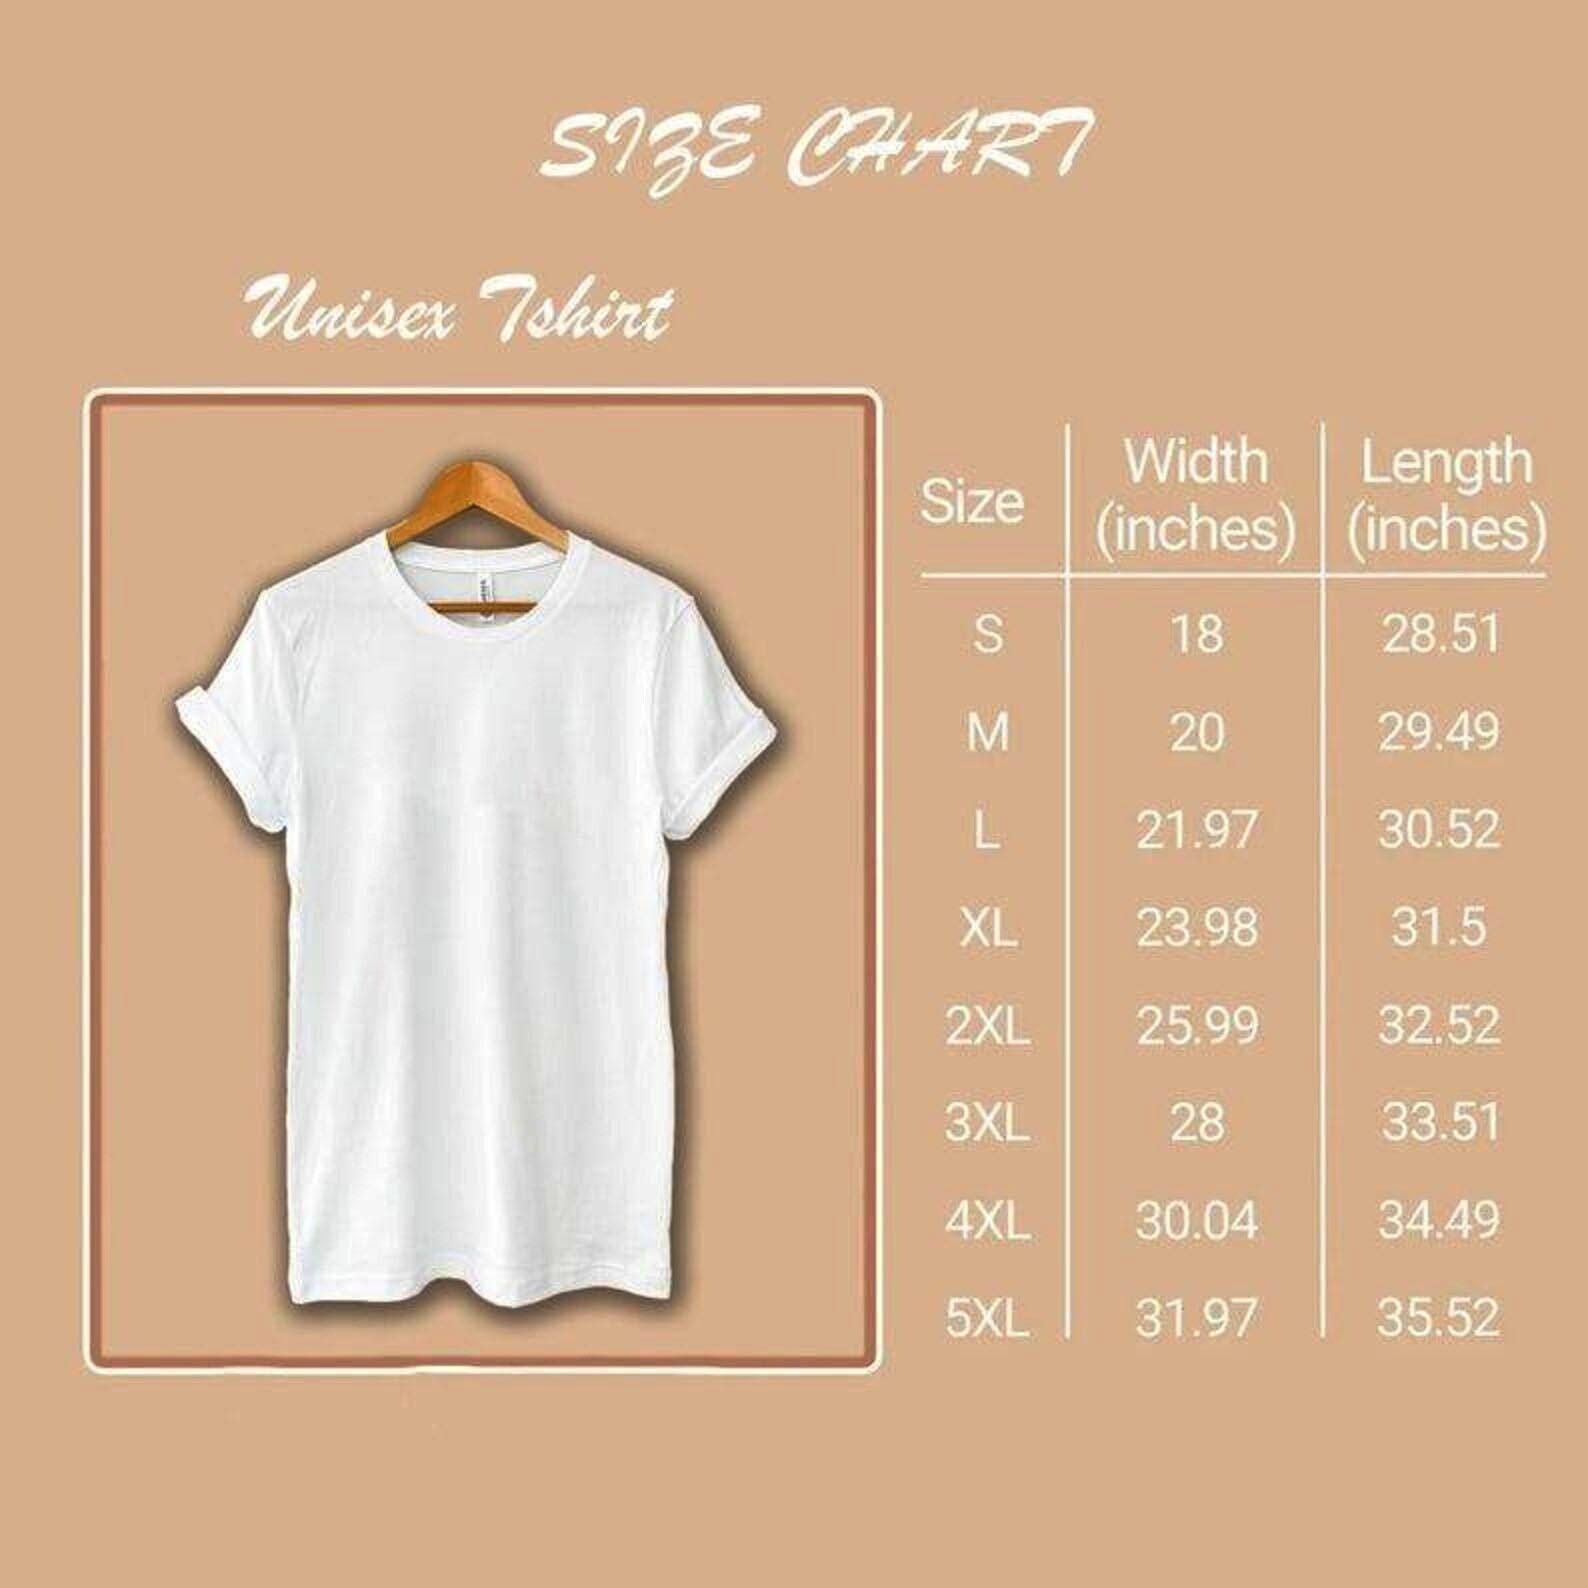 SIZE CHART
Unisex Tshirt
Size Width (inches) Length (inches)
S 18 28.51
M 20 29.49
L 21.97 30.52
XL 23.98 31.5
2XL 25.99 32.52
3XL 28 33.51
4XL 30.04 34.49
5XL 31.97 35.52